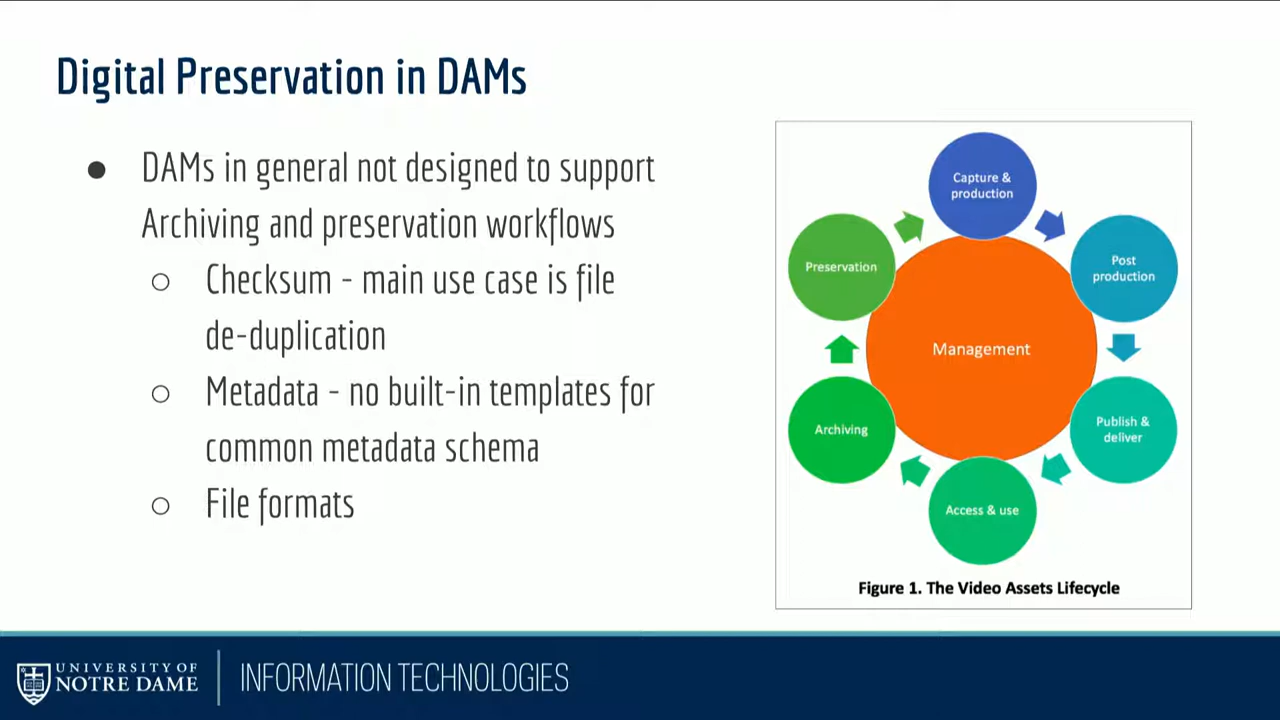 Digital Preservation in DAMs
● DAMs in general not designed to support
Archiving and preservation workflows
○ Checksum - main use case is file
de-duplication
○ Metadata - no built-in templates for
common metadata schema
○ File formats
Capture &
production
Post
production
Publish &
deliver
Access & use
Archiving
Preservation
Management
Figure 1. The Video Assets Lifecycle
UNIVERSITY OF
NOTRE DAME
INFORMATION TECHNOLOGIES